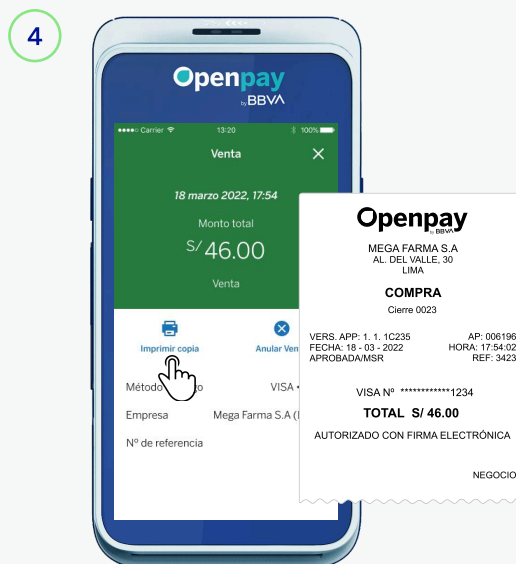 4
Openpay
by BBVA
Carrier 13:20 100%
Venta
18 marzo 2022, 17:54
Monto total
S/ 46.00
Venta
Imprimir copia
Anular Ven
Método go VISA •
Empresa Mega Farma S.A (
Nº de referencia
Openpay
by BBVA
MEGA FARMA S.A
AL. DEL VALLE, 30
LIMA
COMPRA
Cierre 0023
VERS. APP: 1. 1. 1C235 AP: 006196
FECHA: 18 - 03 - 2022 HORA: 17:54:02
APROBADA/MSR REF: 3423
VISA Nº ************1234
TOTAL S/ 46.00
AUTORIZADO CON FIRMA ELECTRÓNICA
NEGOCIO